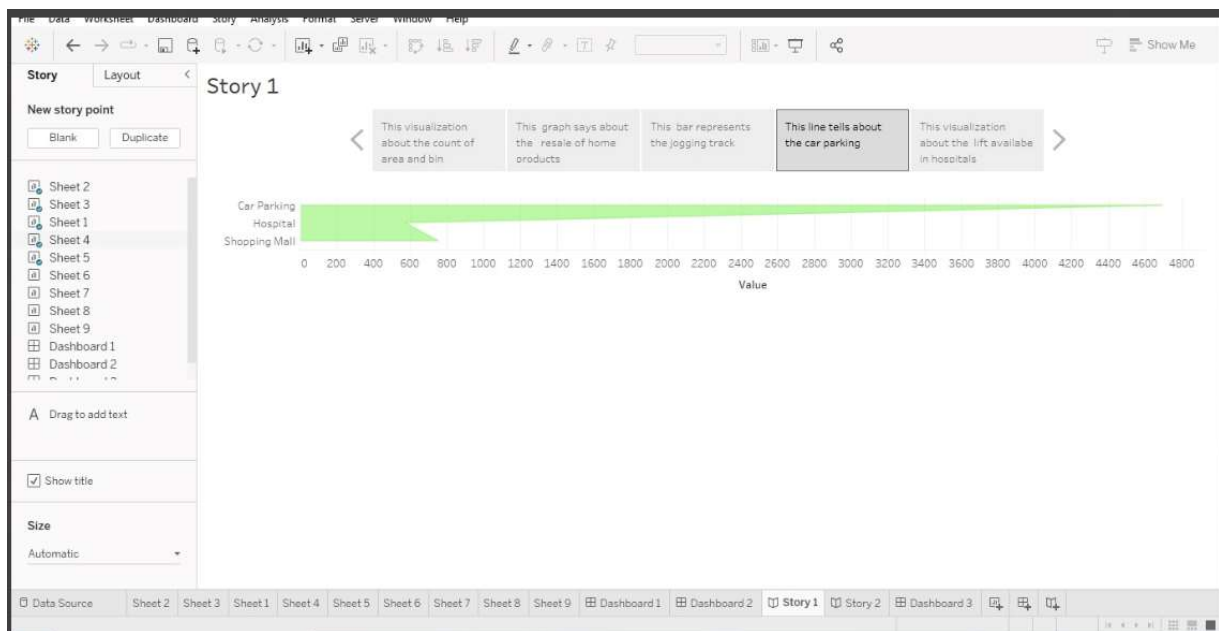 File Data Worksheet Dashboard Story Analysis Format Server Window Help
Show Me
Story Layout
New story point
Blank Duplicate
Sheet 2
Sheet 3
Sheet 1
Sheet 4
Sheet 5
Sheet 6
Sheet 7
Sheet 8
Sheet 9
Dashboard 1
Dashboard 2
A Drag to add text
Show title
Size
Automatic
Story 1
This visualization
about the count of
area and bin
This graph says about
the resale of home
products
This bar represents
the jogging track
This line tells about
the car parking
This visualization
about the lift availabe
in hospitals
Car Parking
Hospital
Shopping Mall
0 200 400 600 800 1000 1200 1400 1600 1800 2000 2200 2400 2600 2800 3000 3200 3400 3600 3800 4000 4200 4400 4600 4800
Value
Data Source Sheet 2 Sheet 3 Sheet 1 Sheet 4 Sheet 5 Sheet 6 Sheet 7 Sheet 8 Sheet 9 Dashboard 1 Dashboard 2 Story 1 Story 2 Dashboard 3